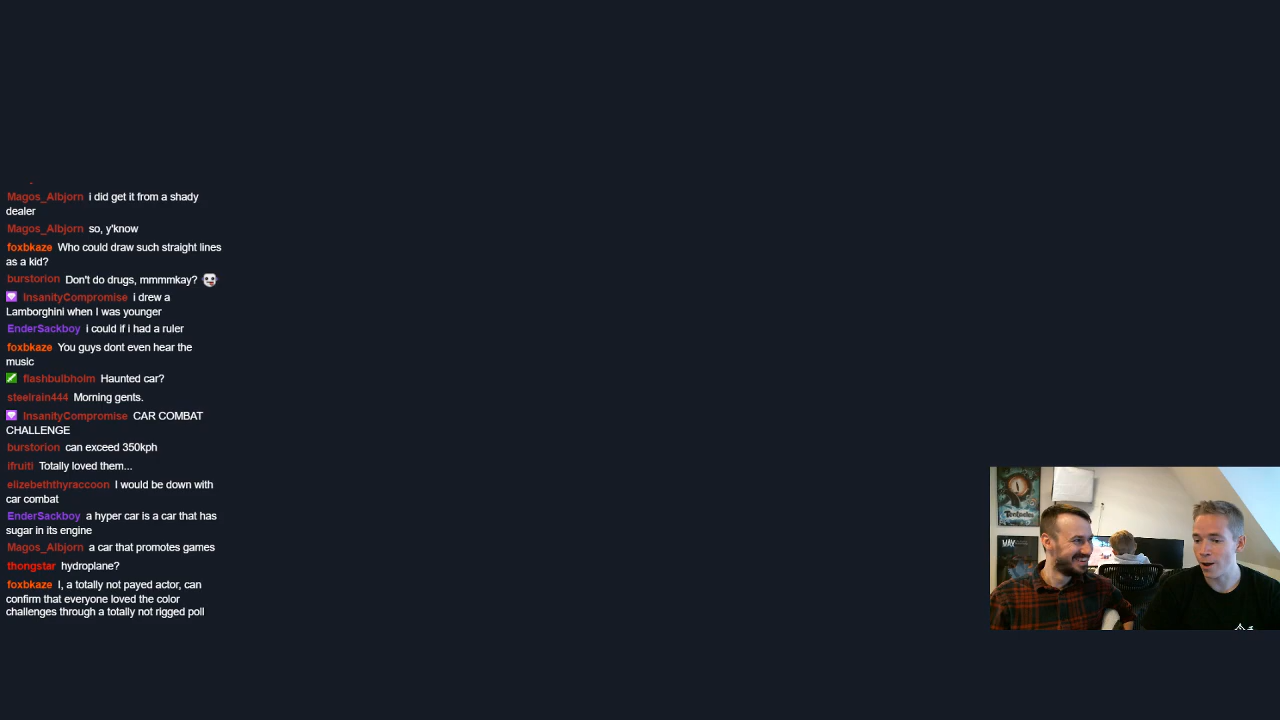 Magos_Albjorn i did get it from a shady
dealer
Magos_Albjorn so, y'know
foxbkaze Who could draw such straight lines
as a kid?
burstorion Don't do drugs, mmmmkay?
InsanityCompromise i drew a
Lamborghini when I was younger
EnderSackboy i could if i had a ruler
foxbkaze You guys dont even hear the
music
flashbulbholm Haunted car?
steelrain444 Morning gents.
InsanityCompromise CAR COMBAT
CHALLENGE
burstorion can exceed 350kph
ifruiti Totally loved them...
elizebeththyraccoon I would be down with
car combat
EnderSackboy a hyper car is a car that has
sugar in its engine
Magos_Albjorn a car that promotes games
thongstar hydroplane?
foxbkaze I, a totally not payed actor, can
confirm that everyone loved the color
challenges through a totally not rigged poll